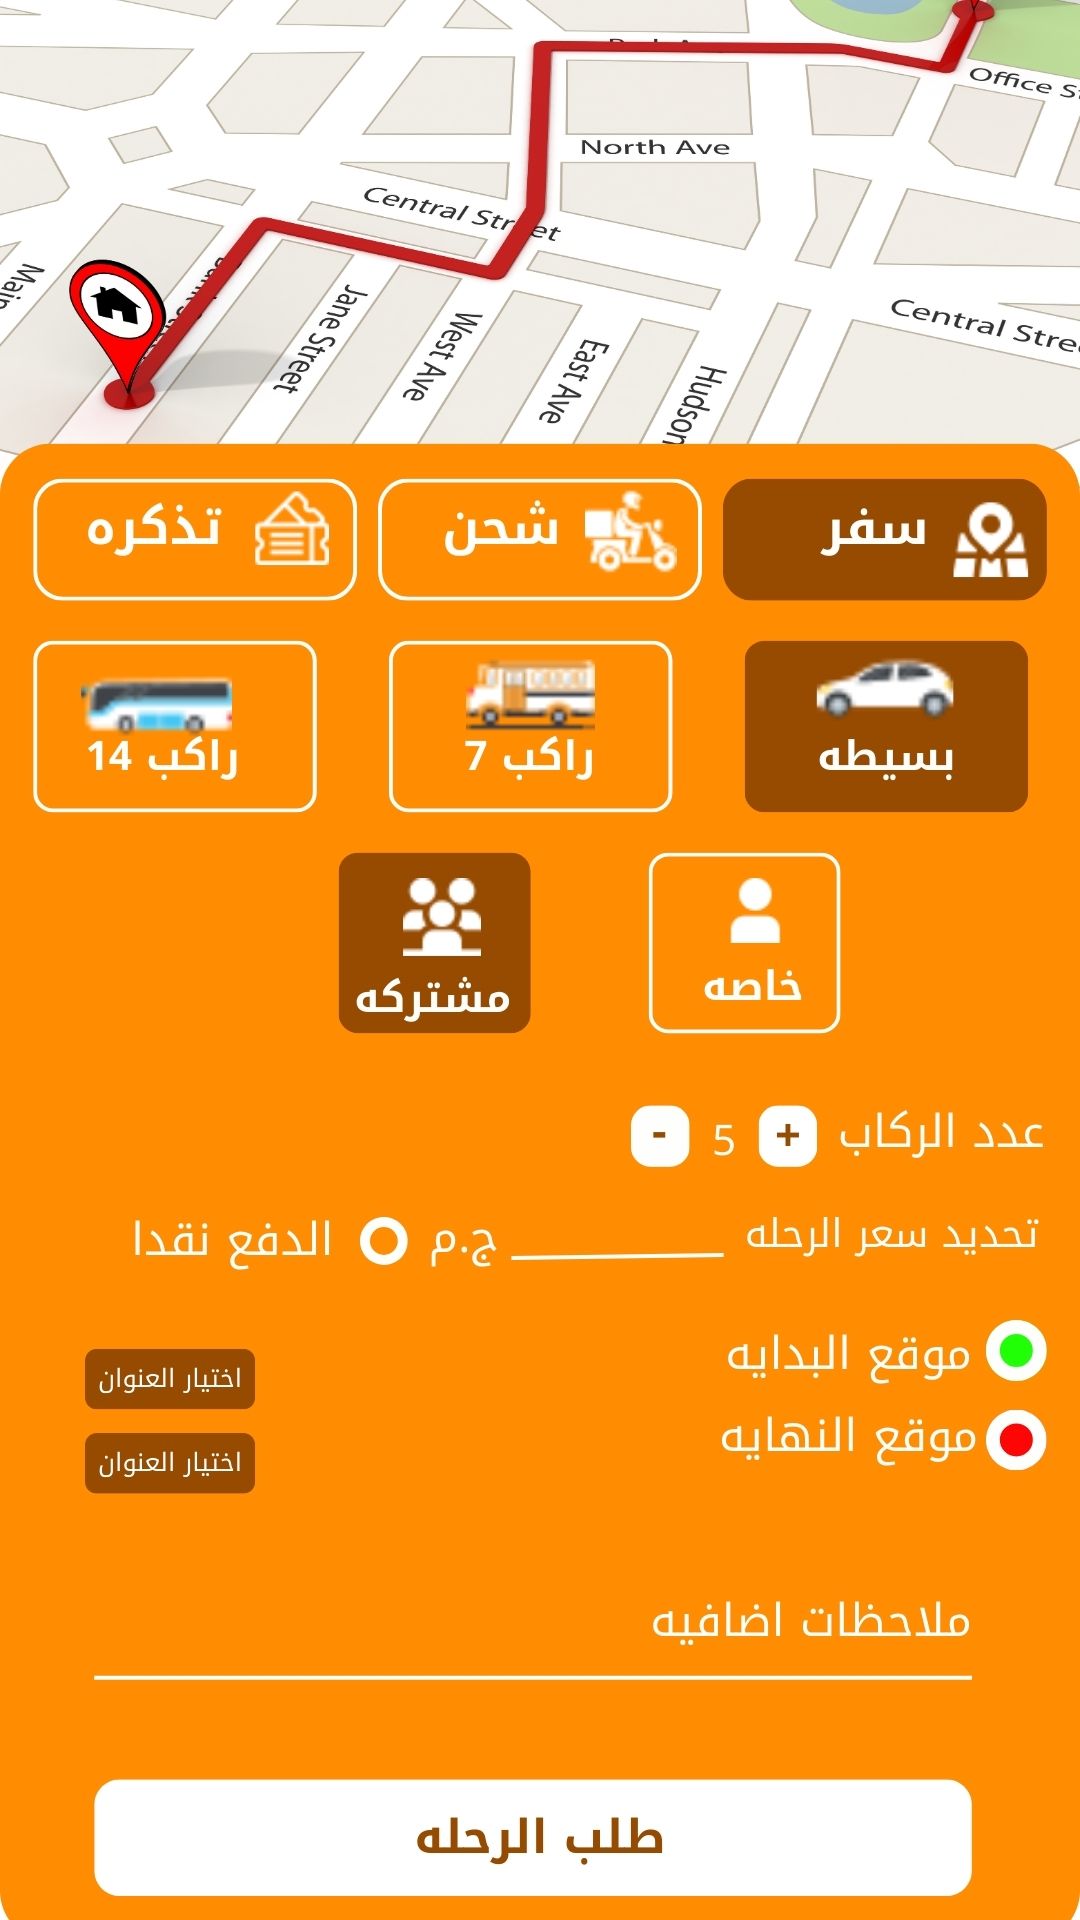 Office
North Ave
Central Street
Main
Jane Street
West Ave
East Ave
Hudson
Central Stre
سفر
شحن
تذكره
بسيطه
7 راكب
14 راكب
خاصه
مشتركه
عدد الركاب + 5 -
تحديد سعر الرحله ج.م الدفع نقدا
موقع البدايه
اختيار العنوان
موقع النهايه
اختيار العنوان
ملاحظات اضافيه
طلب الرحله